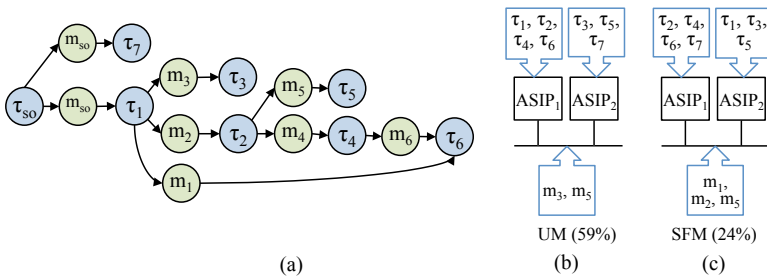 m_so
τ_7
m_3
τ_3
m_5
τ_5
τ_so
m_so
τ_1
m_2
τ_2
m_4
τ_4
m_6
τ_6
m_1
(a)
τ_1, τ_2,
τ_4, τ_6
τ_3, τ_5,
τ_7
ASIP_1
ASIP_2
m_3, m_5
UM (59%)
(b)
τ_2, τ_4,
τ_6, τ_7
τ_1, τ_3,
τ_5
ASIP_1
ASIP_2
m_1,
m_2, m_5
SFM (24%)
(c)